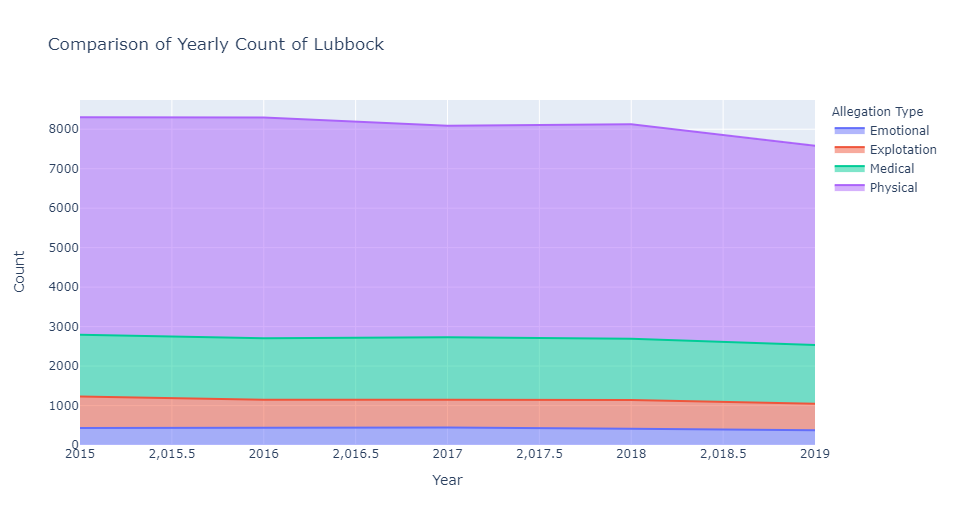 Comparison of Yearly Count of Lubbock
Allegation Type
Emotional
Explotation
Medical
Physical
8000
7000
6000
5000
4000
3000
2000
1000
0
Count
2015
2,015.5
2016
2,016.5
2017
2,017.5
2018
2,018.5
2019
Year